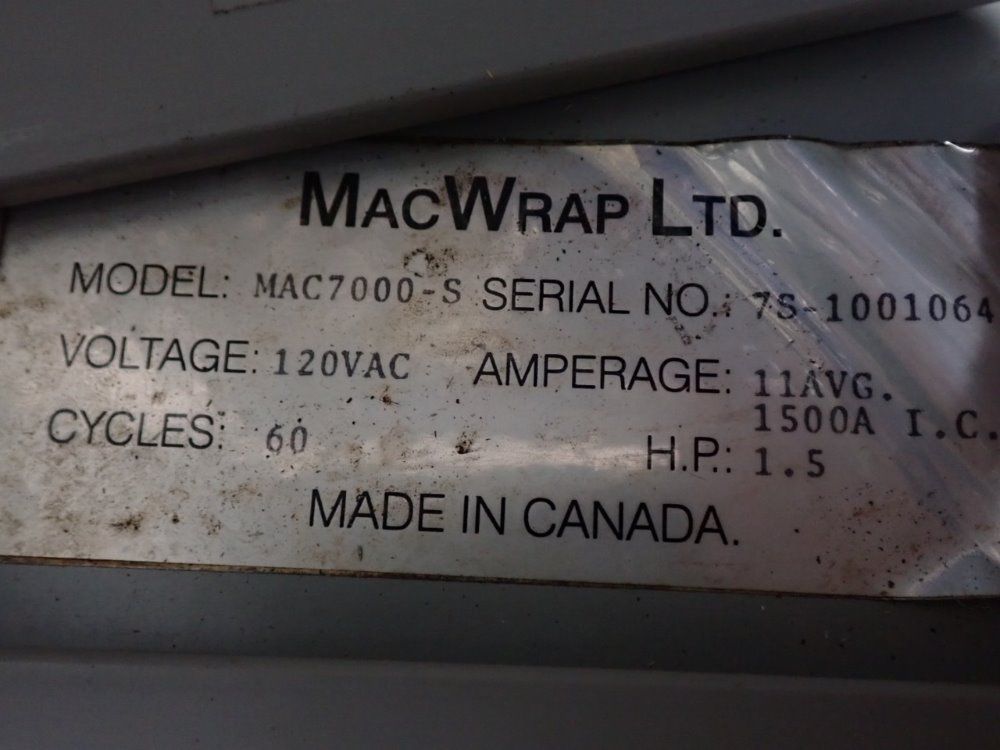 MACWRAP LTD.
MODEL: MAC7000-S SERIAL NO.: 7S-1001064
VOLTAGE: 120VAC AMPERAGE: 11AVG.
1500A I.C.
CYCLES: 60 H.P.: 1.5
MADE IN CANADA.